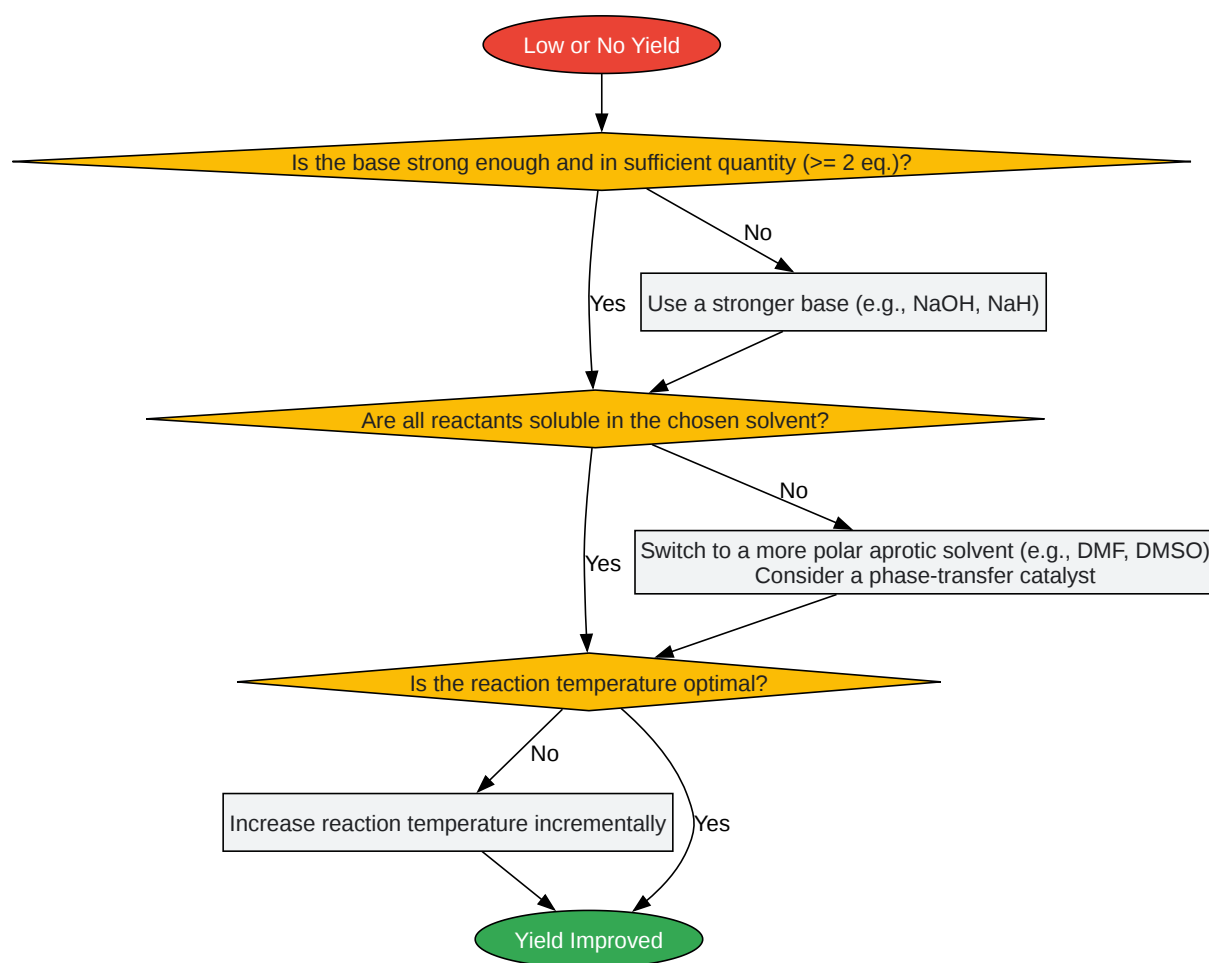 Low or No Yield
Is the base strong enough and in sufficient quantity (>= 2 eq.)?
No
Yes
Use a stronger base (e.g., NaOH, NaH)
Are all reactants soluble in the chosen solvent?
No
Yes
Switch to a more polar aprotic solvent (e.g., DMF, DMSO)
Consider a phase-transfer catalyst
Is the reaction temperature optimal?
No
Yes
Increase reaction temperature incrementally
Yield Improved